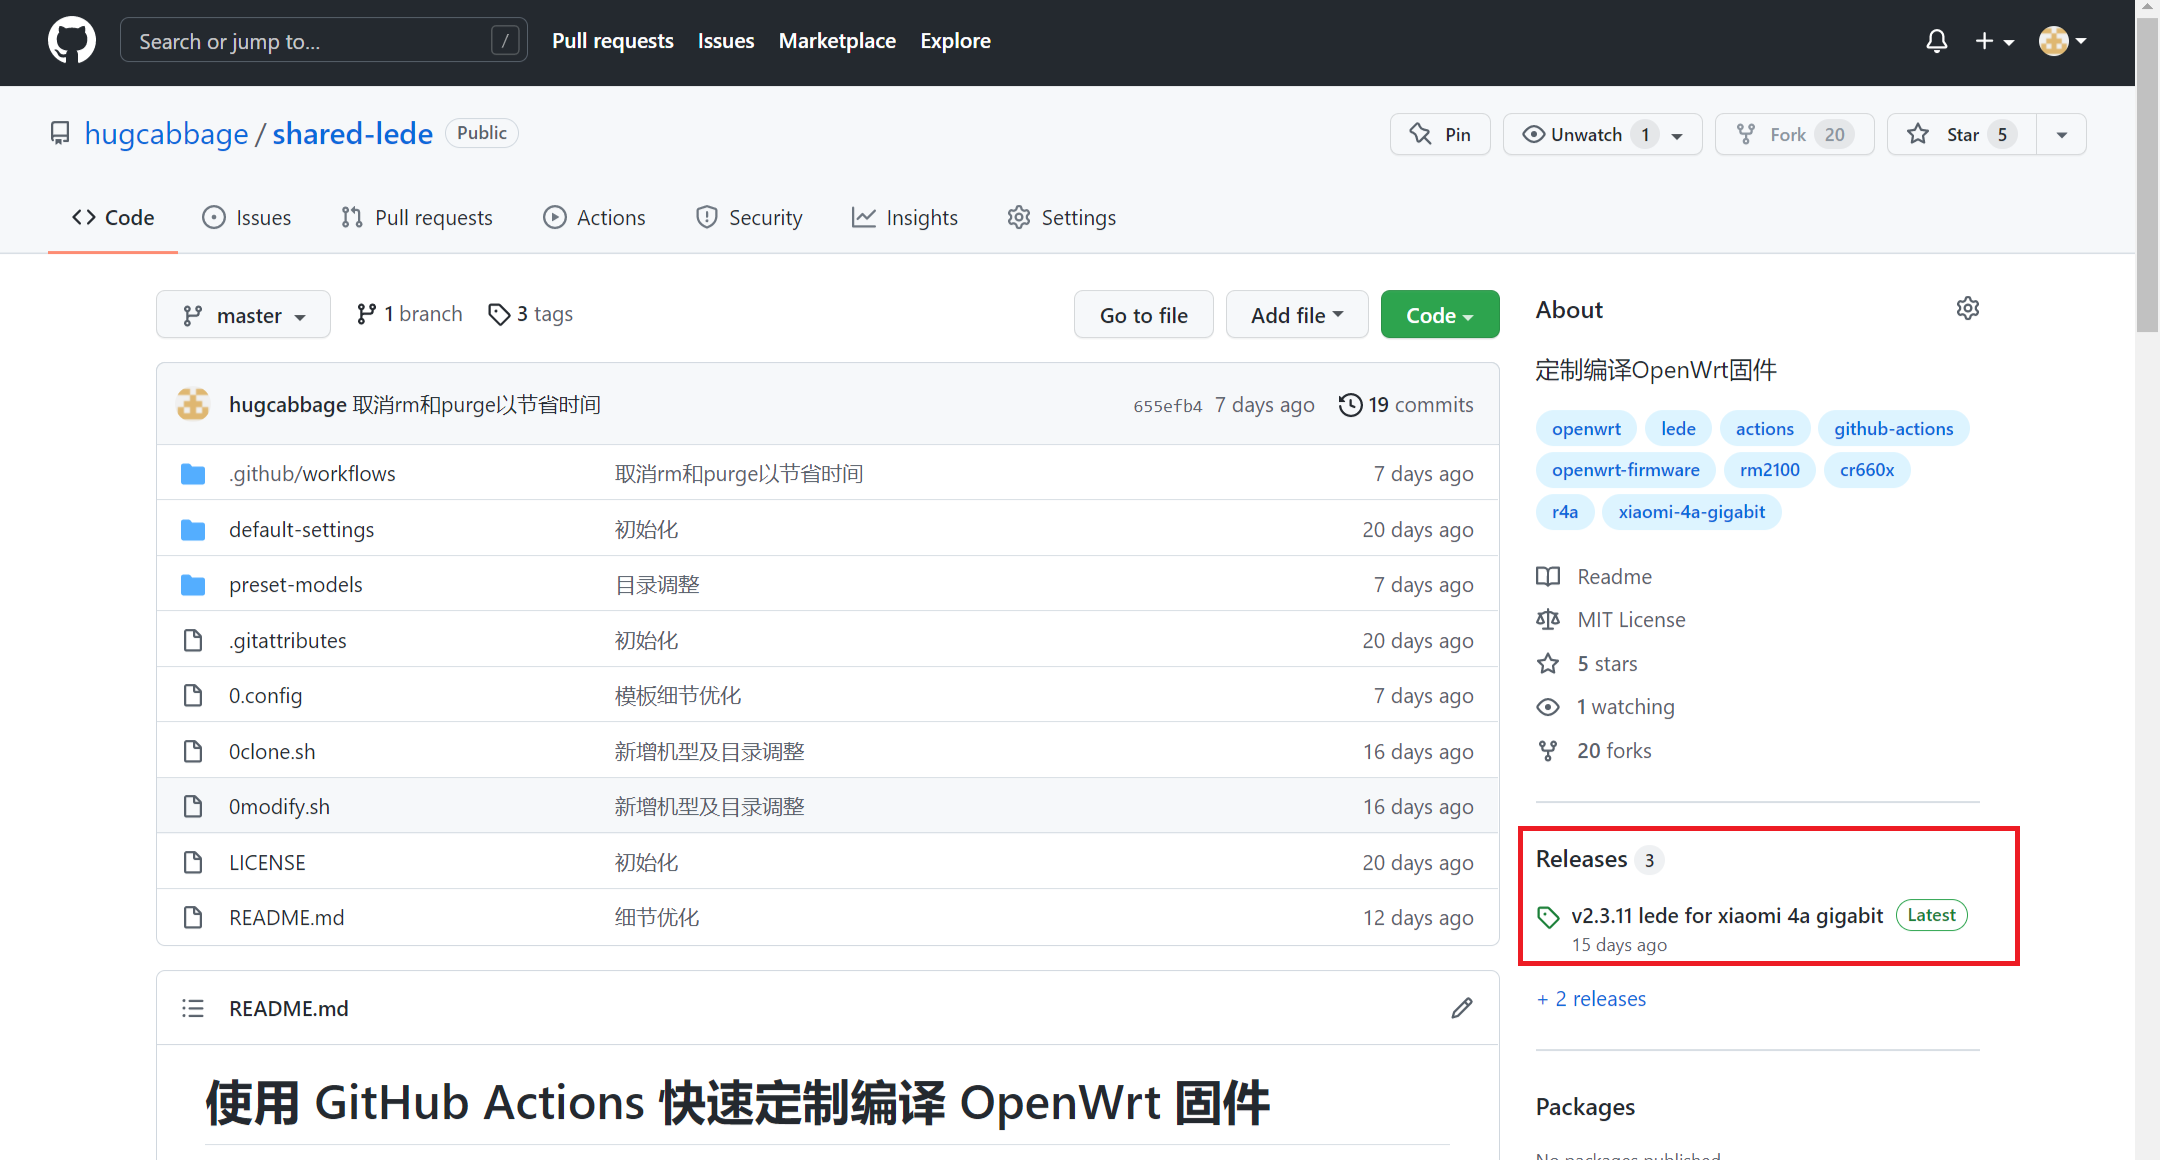 Search or jump to... /
Pull requests Issues Marketplace Explore
hugcabbage / shared-lede Public
Pin Unwatch 1 Fork 20 Star 5
Code Issues Pull requests Actions Security Insights Settings
master 1 branch 3 tags Go to file Add file Code
hugcabbage 取消rm和purge以节省时间 655efb4 7 days ago 19 commits
.github/workflows 取消rm和purge以节省时间 7 days ago
default-settings 初始化 20 days ago
preset-models 目录调整 7 days ago
.gitattributes 初始化 20 days ago
0.config 模板细节优化 7 days ago
0clone.sh 新增机型及目录调整 16 days ago
0modify.sh 新增机型及目录调整 16 days ago
LICENSE 初始化 20 days ago
README.md 细节优化 12 days ago
README.md
使用 GitHub Actions 快速定制编译 OpenWrt 固件
About
定制编译OpenWrt固件
openwrt lede actions github-actions
openwrt-firmware rm2100 cr660x
r4a xiaomi-4a-gigabit
Readme
MIT License
5 stars
1 watching
20 forks
Releases 3
v2.3.11 lede for xiaomi 4a gigabit Latest
15 days ago
+ 2 releases
Packages
No packages published